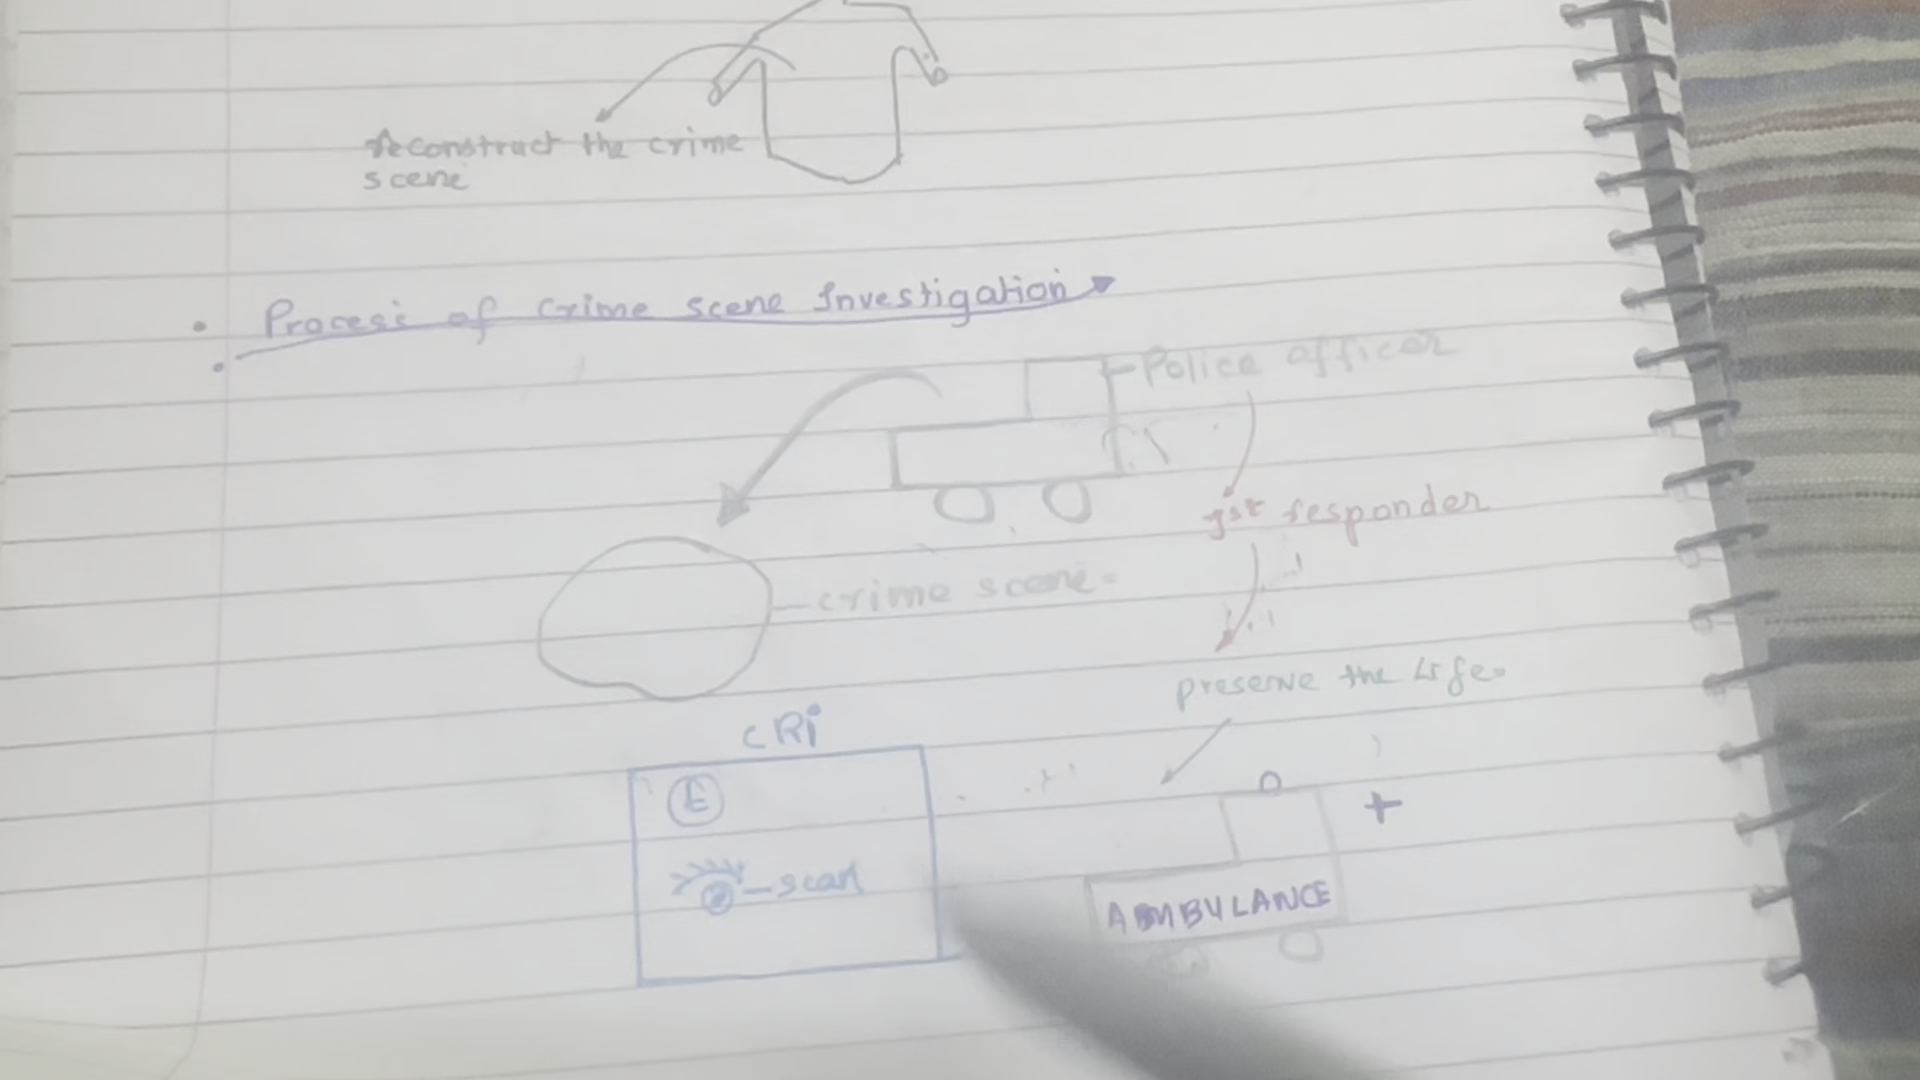 reconstruct the crime
scene
Process of Crime scene Investigation
Police officer
1st responder
crime scene
preserve the Life
CRi
E
scan
+
AMBULANCE